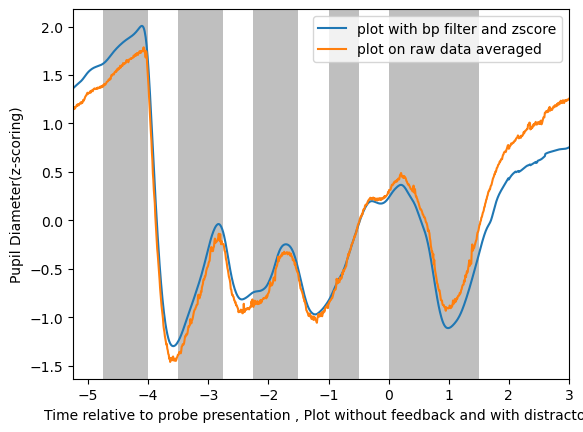 plot with bp filter and zscore
plot on raw data averaged
Pupil Diameter(z-scoring)
2.0
1.5
1.0
0.5
0.0
−0.5
−1.0
−1.5
−5 −4 −3 −2 −1 0 1 2 3
Time relative to probe presentation , Plot without feedback and with distracto